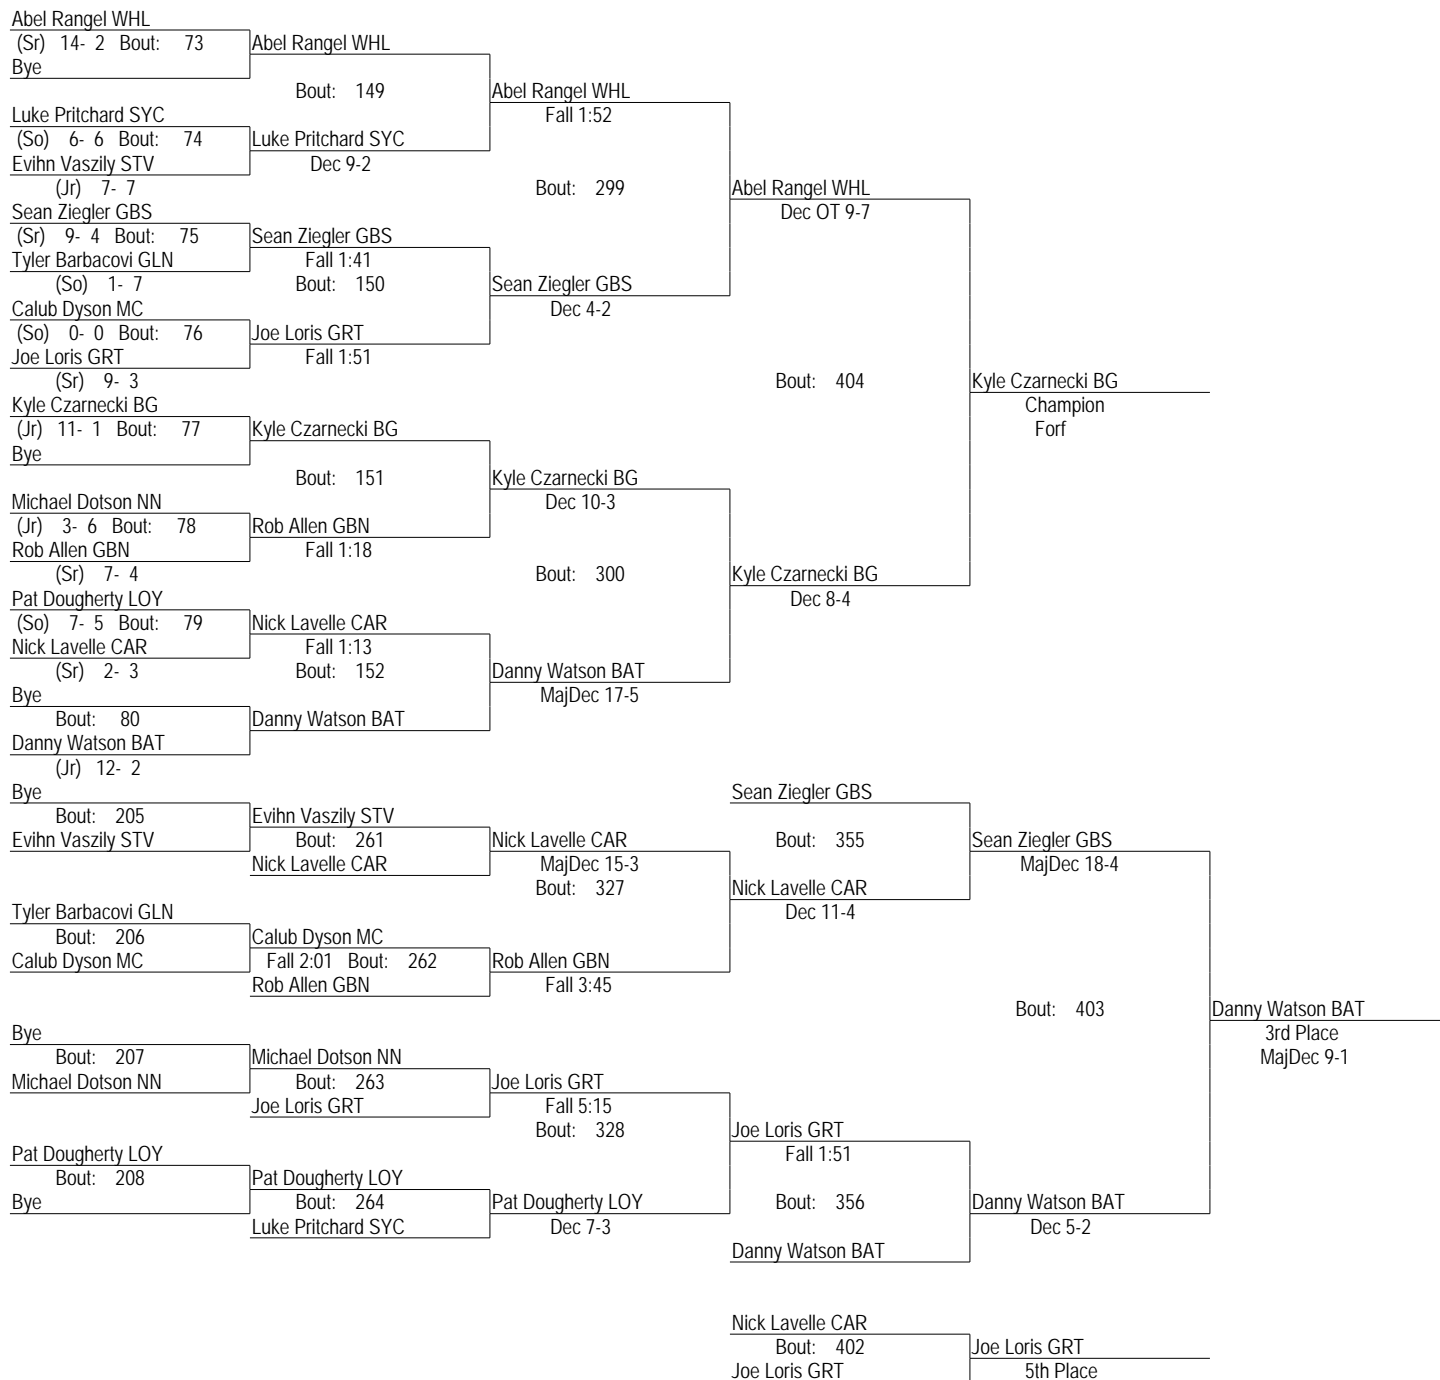 Abel Rangel WHL
(Sr) 14- 2 Bout: 73 Abel Rangel WHL
Bye
Bout: 149 Abel Rangel WHL
Luke Pritchard SYC Fall 1:52
(So) 6- 6 Bout: 74 Luke Pritchard SYC
Evihn Vaszily STV Dec 9-2
(Jr) 7- 7 Bout: 299 Abel Rangel WHL
Sean Ziegler GBS Dec OT 9-7
(Sr) 9- 4 Bout: 75 Sean Ziegler GBS
Tyler Barbacovi GLN Fall 1:41
(So) 1- 7 Bout: 150 Sean Ziegler GBS
Calub Dyson MC Dec 4-2
(So) 0- 0 Bout: 76 Joe Loris GRT
Joe Loris GRT Fall 1:51
(Sr) 9- 3 Bout: 404 Kyle Czarnecki BG
Kyle Czarnecki BG Champion
(Jr) 11- 1 Bout: 77 Kyle Czarnecki BG Forf
Bye
Bout: 151 Kyle Czarnecki BG
Michael Dotson NN Dec 10-3
(Jr) 3- 6 Bout: 78 Rob Allen GBN
Rob Allen GBN Fall 1:18
(Sr) 7- 4 Bout: 300 Kyle Czarnecki BG
Pat Dougherty LOY Dec 8-4
(So) 7- 5 Bout: 79 Nick Lavelle CAR
Nick Lavelle CAR Fall 1:13
(Sr) 2- 3 Bout: 152 Danny Watson BAT
Bye MajDec 17-5
Bout: 80 Danny Watson BAT
Danny Watson BAT
(Jr) 12- 2
Bye Sean Ziegler GBS
Bout: 205 Evihn Vaszily STV
Evihn Vaszily STV Bout: 261 Nick Lavelle CAR Bout: 355 Sean Ziegler GBS
Nick Lavelle CAR MajDec 15-3 MajDec 18-4
Bout: 327 Nick Lavelle CAR
Tyler Barbacovi GLN Dec 11-4
Bout: 206 Calub Dyson MC
Calub Dyson MC Fall 2:01 Bout: 262 Rob Allen GBN
Rob Allen GBN Fall 3:45
Bout: 403 Danny Watson BAT
Bye 3rd Place
Bout: 207 Michael Dotson NN MajDec 9-1
Michael Dotson NN Bout: 263 Joe Loris GRT
Joe Loris GRT Fall 5:15
Bout: 328 Joe Loris GRT
Pat Dougherty LOY Fall 1:51
Bout: 208 Pat Dougherty LOY
Bye Bout: 264 Pat Dougherty LOY Bout: 356 Danny Watson BAT
Luke Pritchard SYC Dec 7-3 Dec 5-2
Danny Watson BAT
Nick Lavelle CAR
Bout: 402 Joe Loris GRT
Joe Loris GRT 5th Place